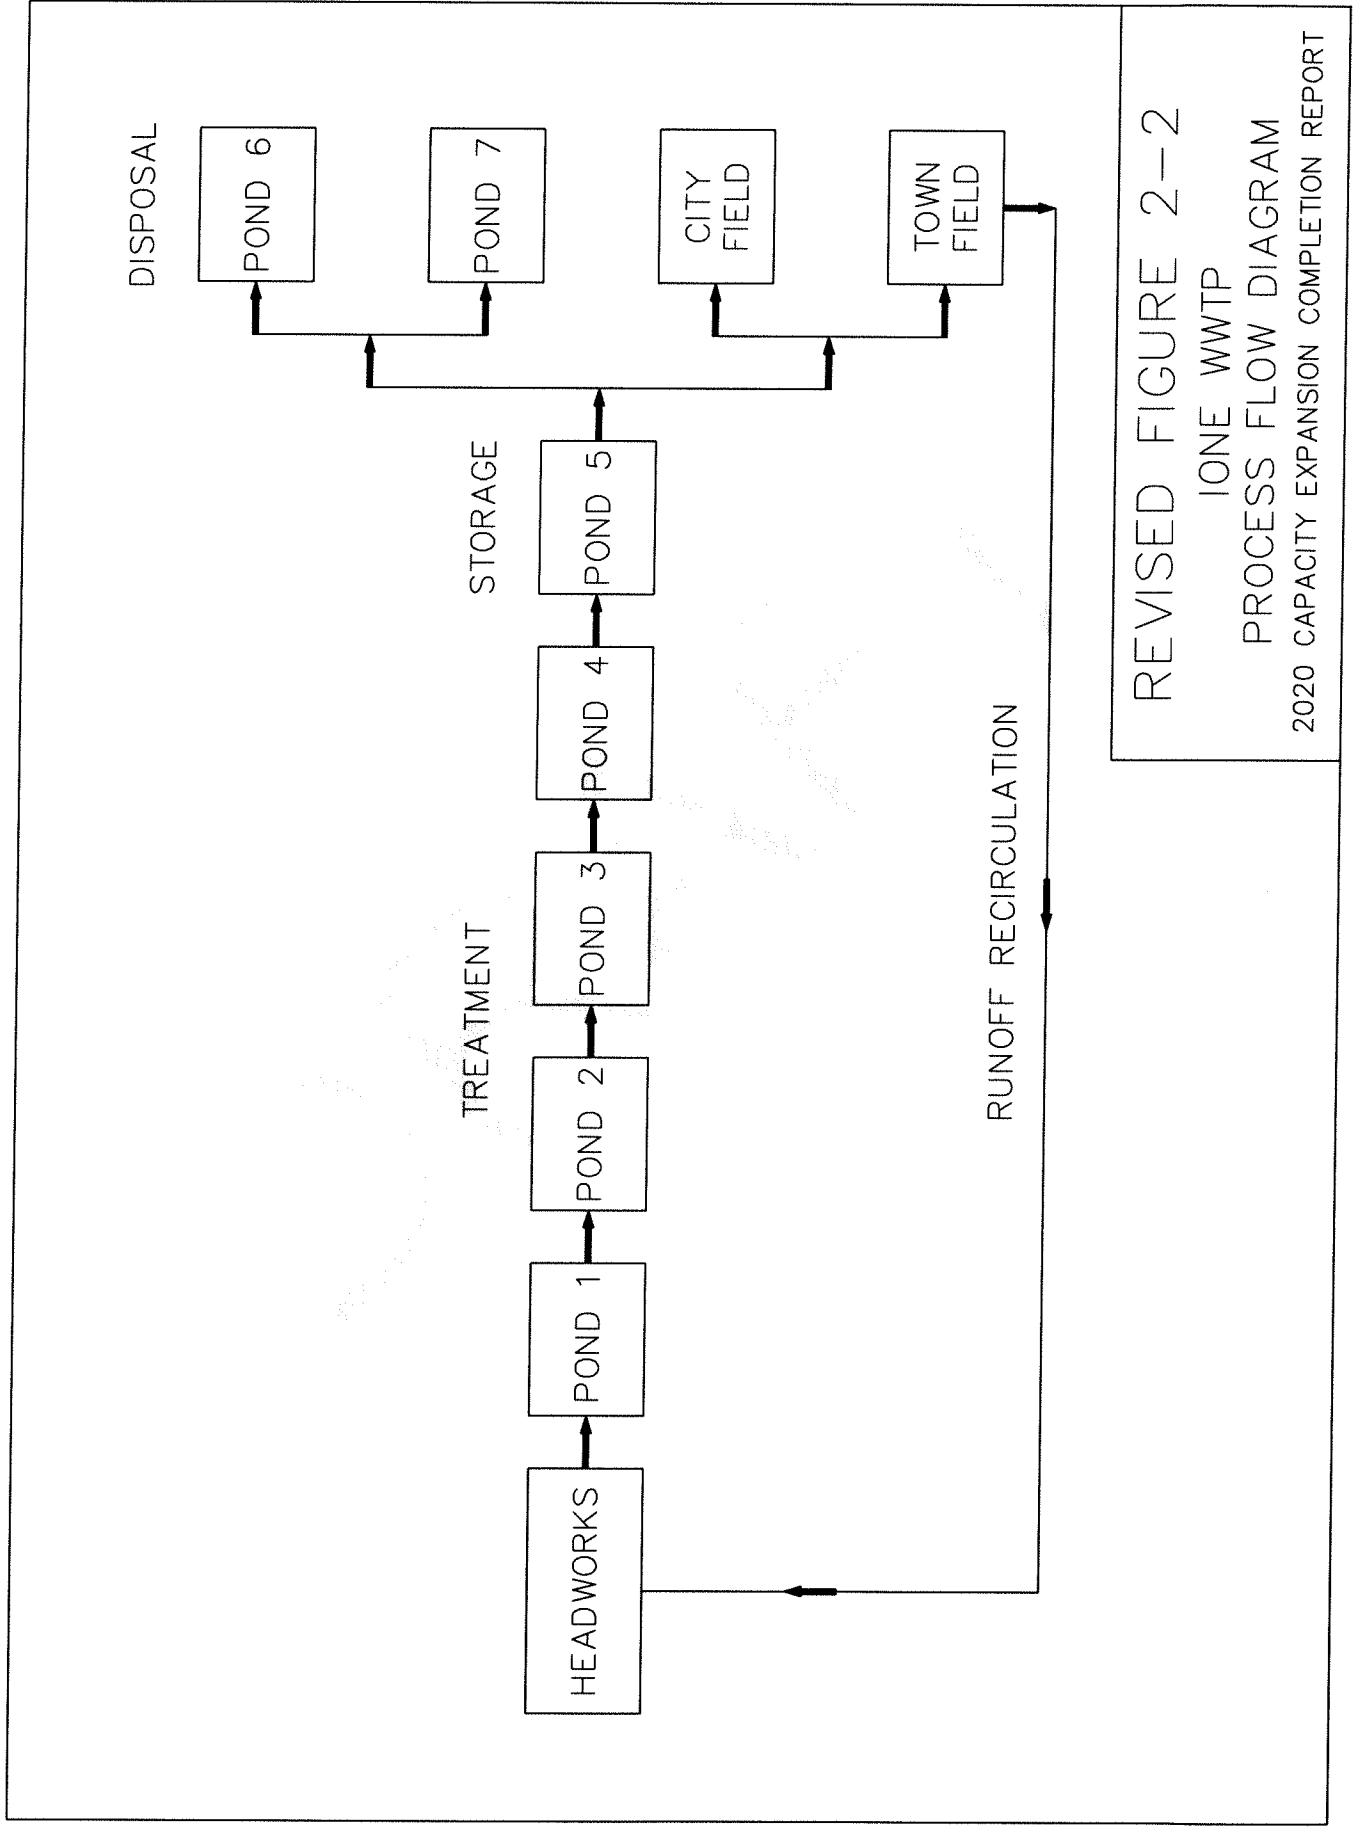 DISPOSAL
POND 6
POND 7
CITY
FIELD
TOWN
FIELD
STORAGE
POND 5
TREATMENT
POND 4
POND 3
POND 2
POND 1
HEADWORKS
RUNOFF RECIRCULATION
REVISED FIGURE 2-2
IONE WWTP
PROCESS FLOW DIAGRAM
2020 CAPACITY EXPANSION COMPLETION REPORT